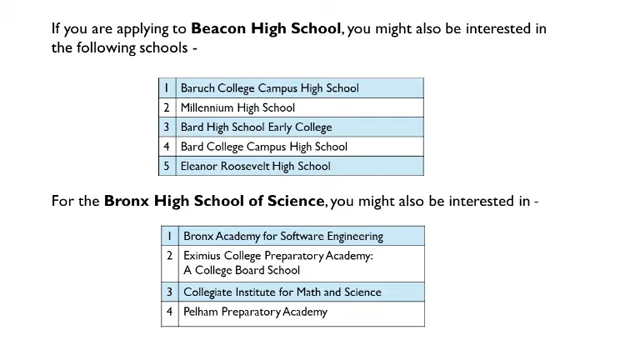 If you are applying to Beacon High School, you might also be interested in
the following schools -
1 Baruch College Campus High School
2 Millennium High School
3 Bard High School Early College
4 Bard College Campus High School
5 Eleanor Roosevelt High School
For the Bronx High School of Science, you might also be interested in -
1 Bronx Academy for Software Engineering
2 Eximius College Preparatory Academy:
A College Board School
3 Collegiate Institute for Math and Science
4 Pelham Preparatory Academy